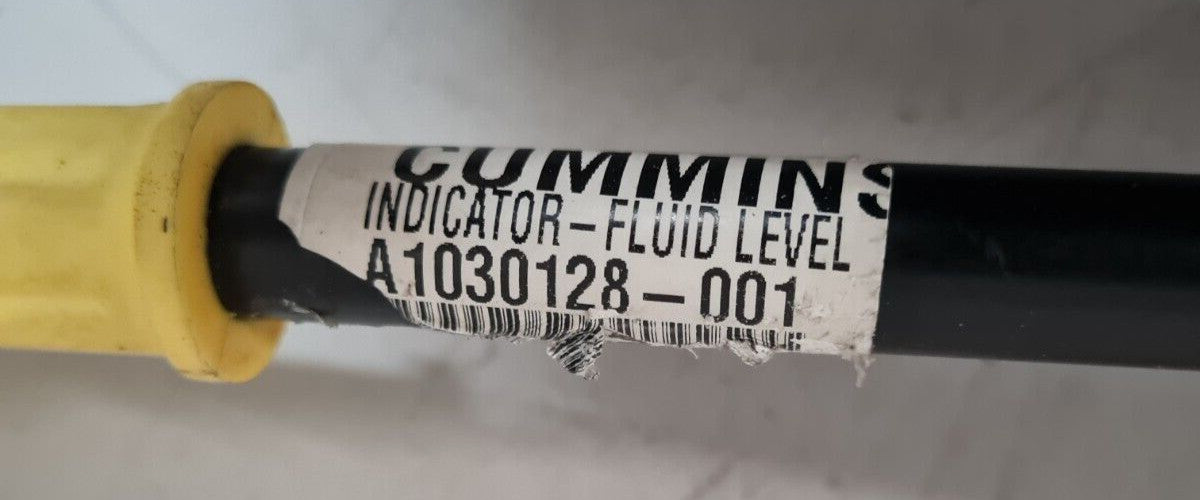 CUMMINS
INDICATOR-FLUID LEVEL
A1030128-001